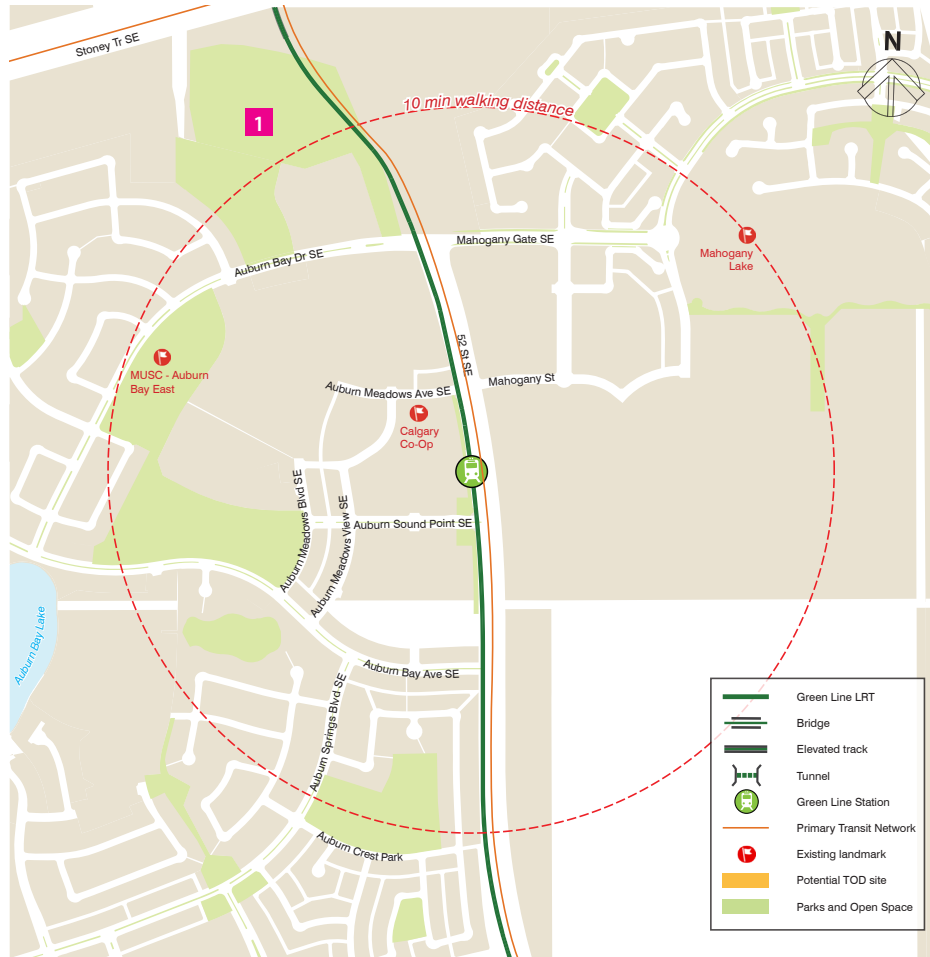 Stoney Tr SE
1
10 min walking distance
N
Auburn Bay Dr SE
Mahogany Gate SE
Mahogany
Lake
52 St SE
MUSC - Auburn
Bay East
Auburn Meadows Ave SE
Mahogany St
Calgary
Co-Op
Auburn Meadows Blvd SE
Auburn Meadows View SE
Auburn Sound Point SE
Auburn Bay Lake
Auburn Bay Ave SE
Auburn Springs Blvd SE
Auburn Crest Park
Green Line LRT
Bridge
Elevated track
Tunnel
Green Line Station
Primary Transit Network
Existing landmark
Potential TOD site
Parks and Open Space